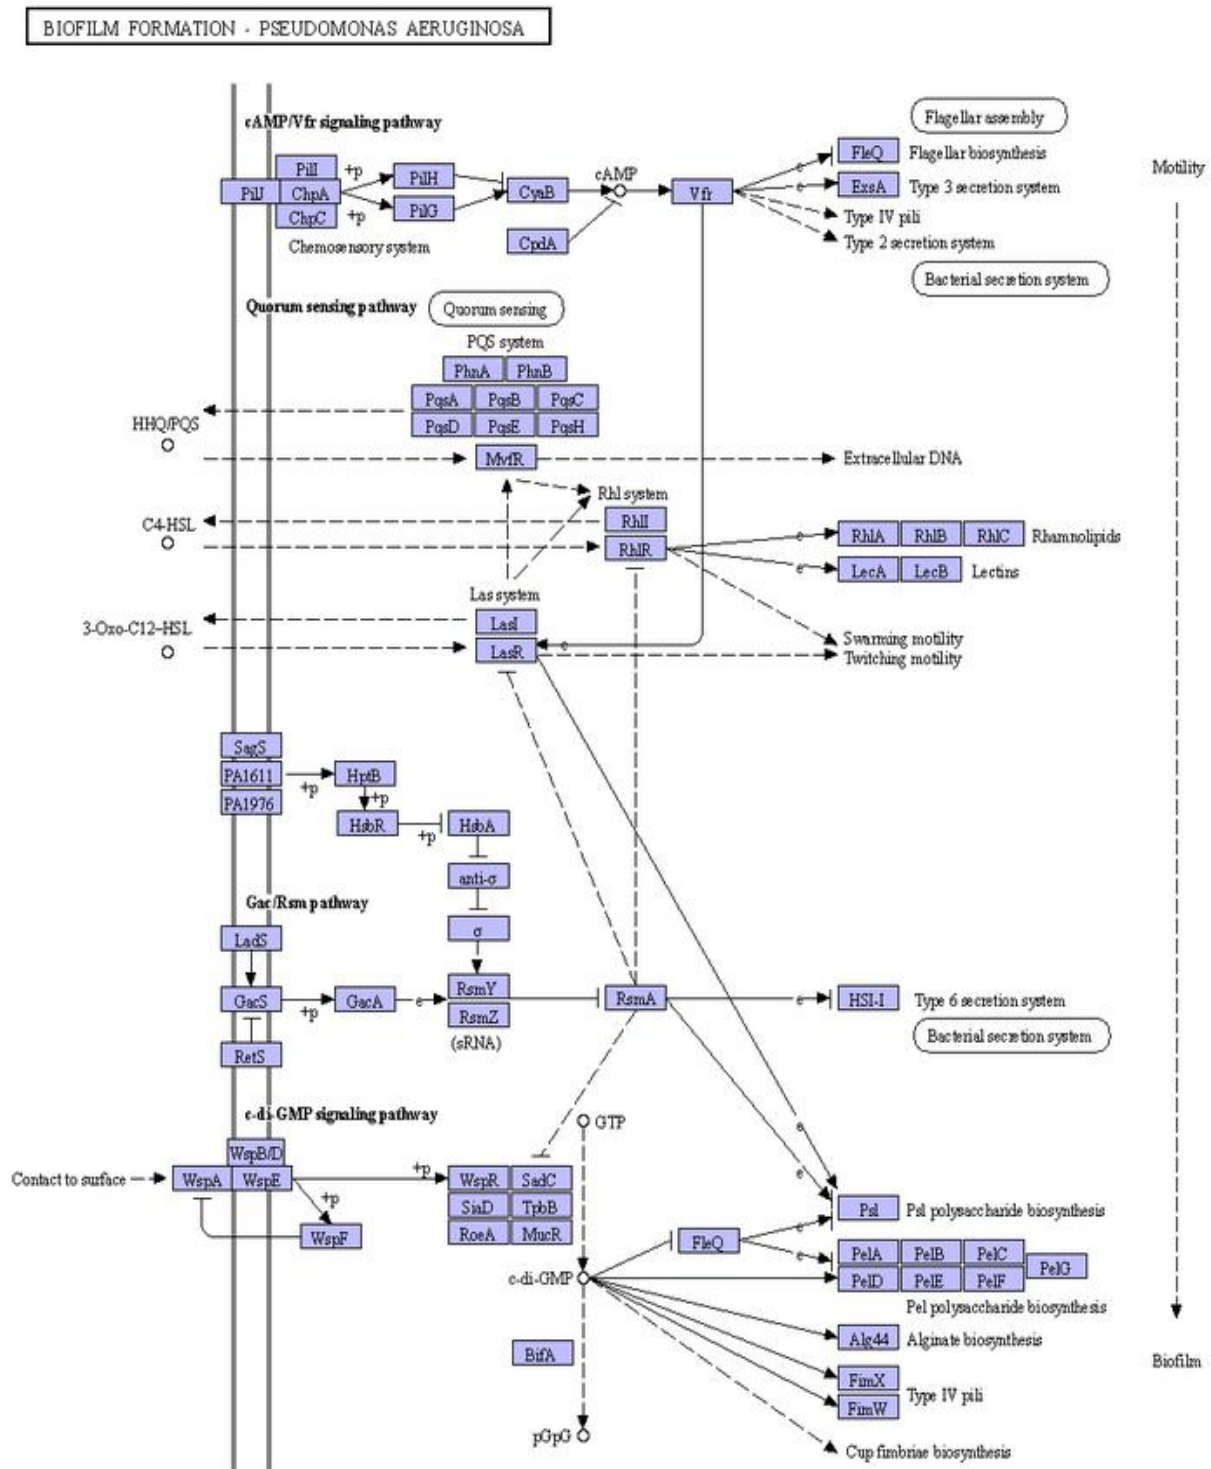 BIOFILM FORMATION - PSEUDOMONAS AERUGINOSA
cAMP/Vfr signaling pathway
Flagellar assembly
Motility
PilI
PilJ
ChpA
ChpC
+p
+p
PilH
PilG
Chemosensory system
CyaB
CpdA
cAMP
Vfr
e
FleQ
Flagellar biosynthesis
e
ExsA
Type 3 secretion system
Type IV pili
Type 2 secretion system
Bacterial secretion system
Quorum sensing pathway
Quorum sensing
PQS system
PhnA
PhnB
PqsA
PqsB
PqsC
PqsD
PqsE
PqsH
HHQ/PQS
MvfR
Extracellular DNA
Rhl system
C4-HSL
RhlI
RhlR
e
RhlA
RhlB
RhlC
Rhamnolipids
e
LecA
LecB
Lectins
Las system
3-Oxo-C12-HSL
LasI
LasR
e
Swarming motility
Twitching motility
SagS
PA1611
PA1976
+p
HptB
+p
HsbR
+p
HsbA
anti-σ
σ
Gac/Rsm pathway
LadS
GacS
+p
GacA
e
RsmY
RsmZ
(sRNA)
RsmA
e
HSI-I
Type 6 secretion system
Bacterial secretion system
RetS
c-di-GMP signaling pathway
GTP
e
e
Contact to surface
WspB/D
WspA
WspE
+p
+p
WspF
WspR
SadC
SiaD
TpbB
RoeA
MucR
Psl
Psl polysaccharide biosynthesis
FleQ
e
e
PelA
PelB
PelC
PelD
PelE
PelF
PelG
Pel polysaccharide biosynthesis
c-di-GMP
Alg44
Alginate biosynthesis
BifA
FimX
FimW
Type IV pili
Biofilm
pGpG
Cup fimbriae biosynthesis